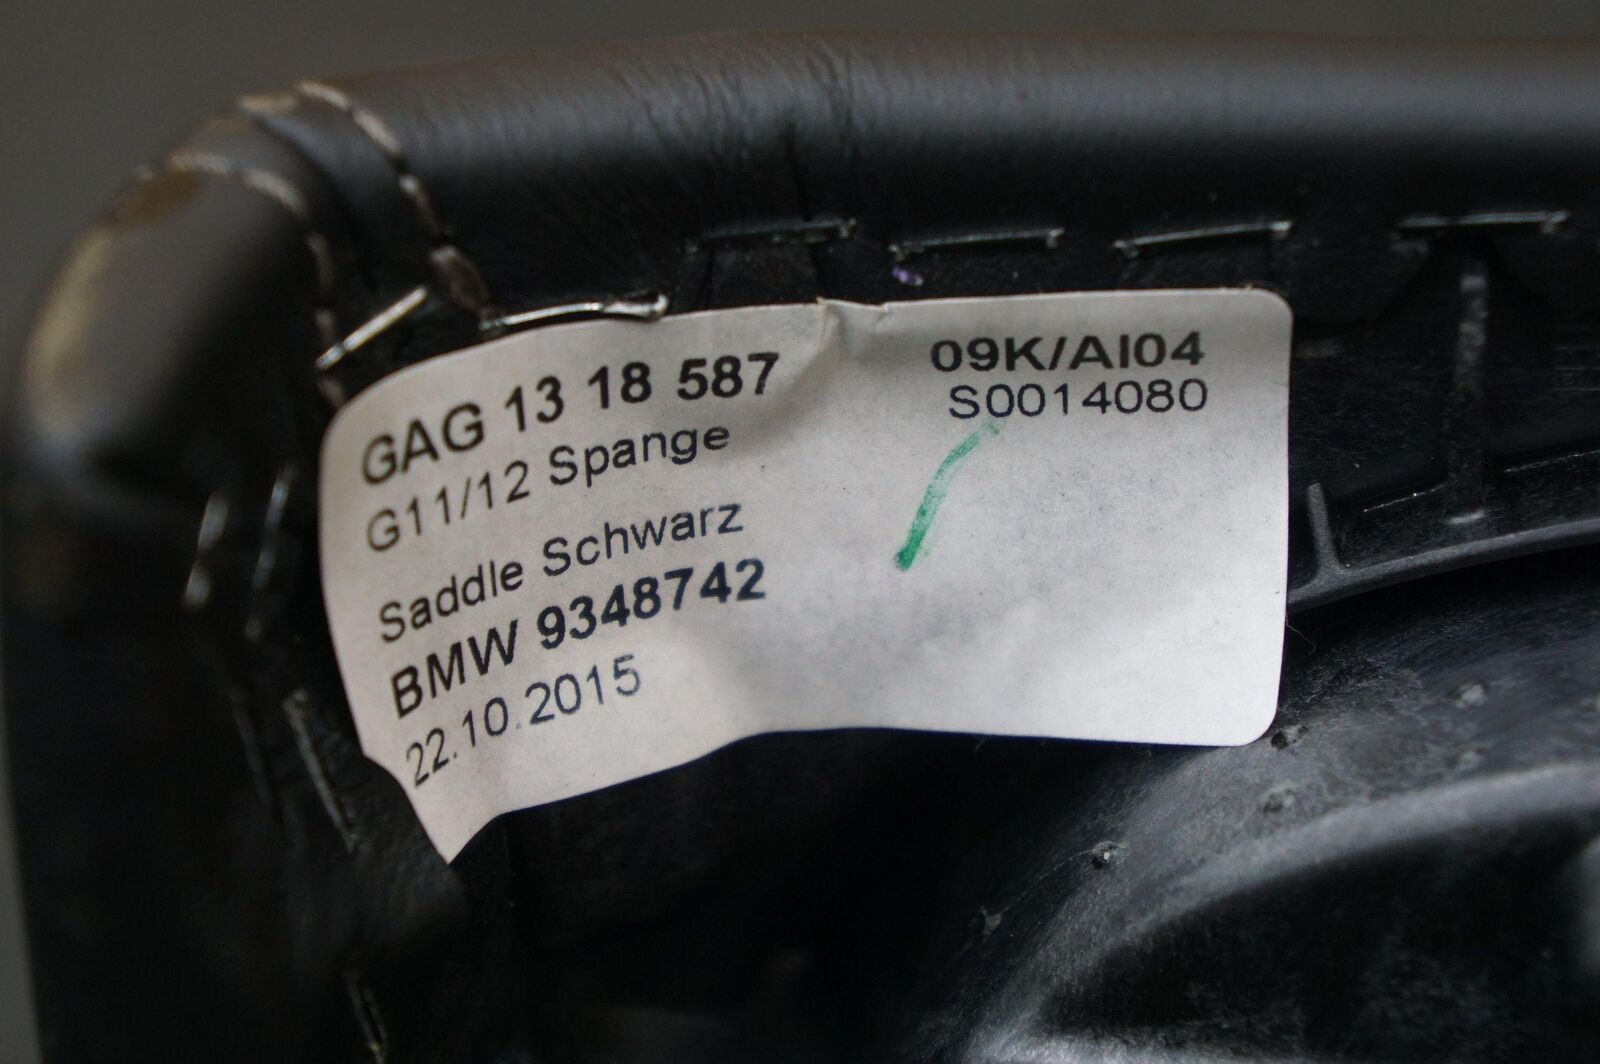 GAG 13 18 587
G11/12 Spange
Saddle Schwarz
BMW 9348742
22.10.2015
09K/AI04
S0014080